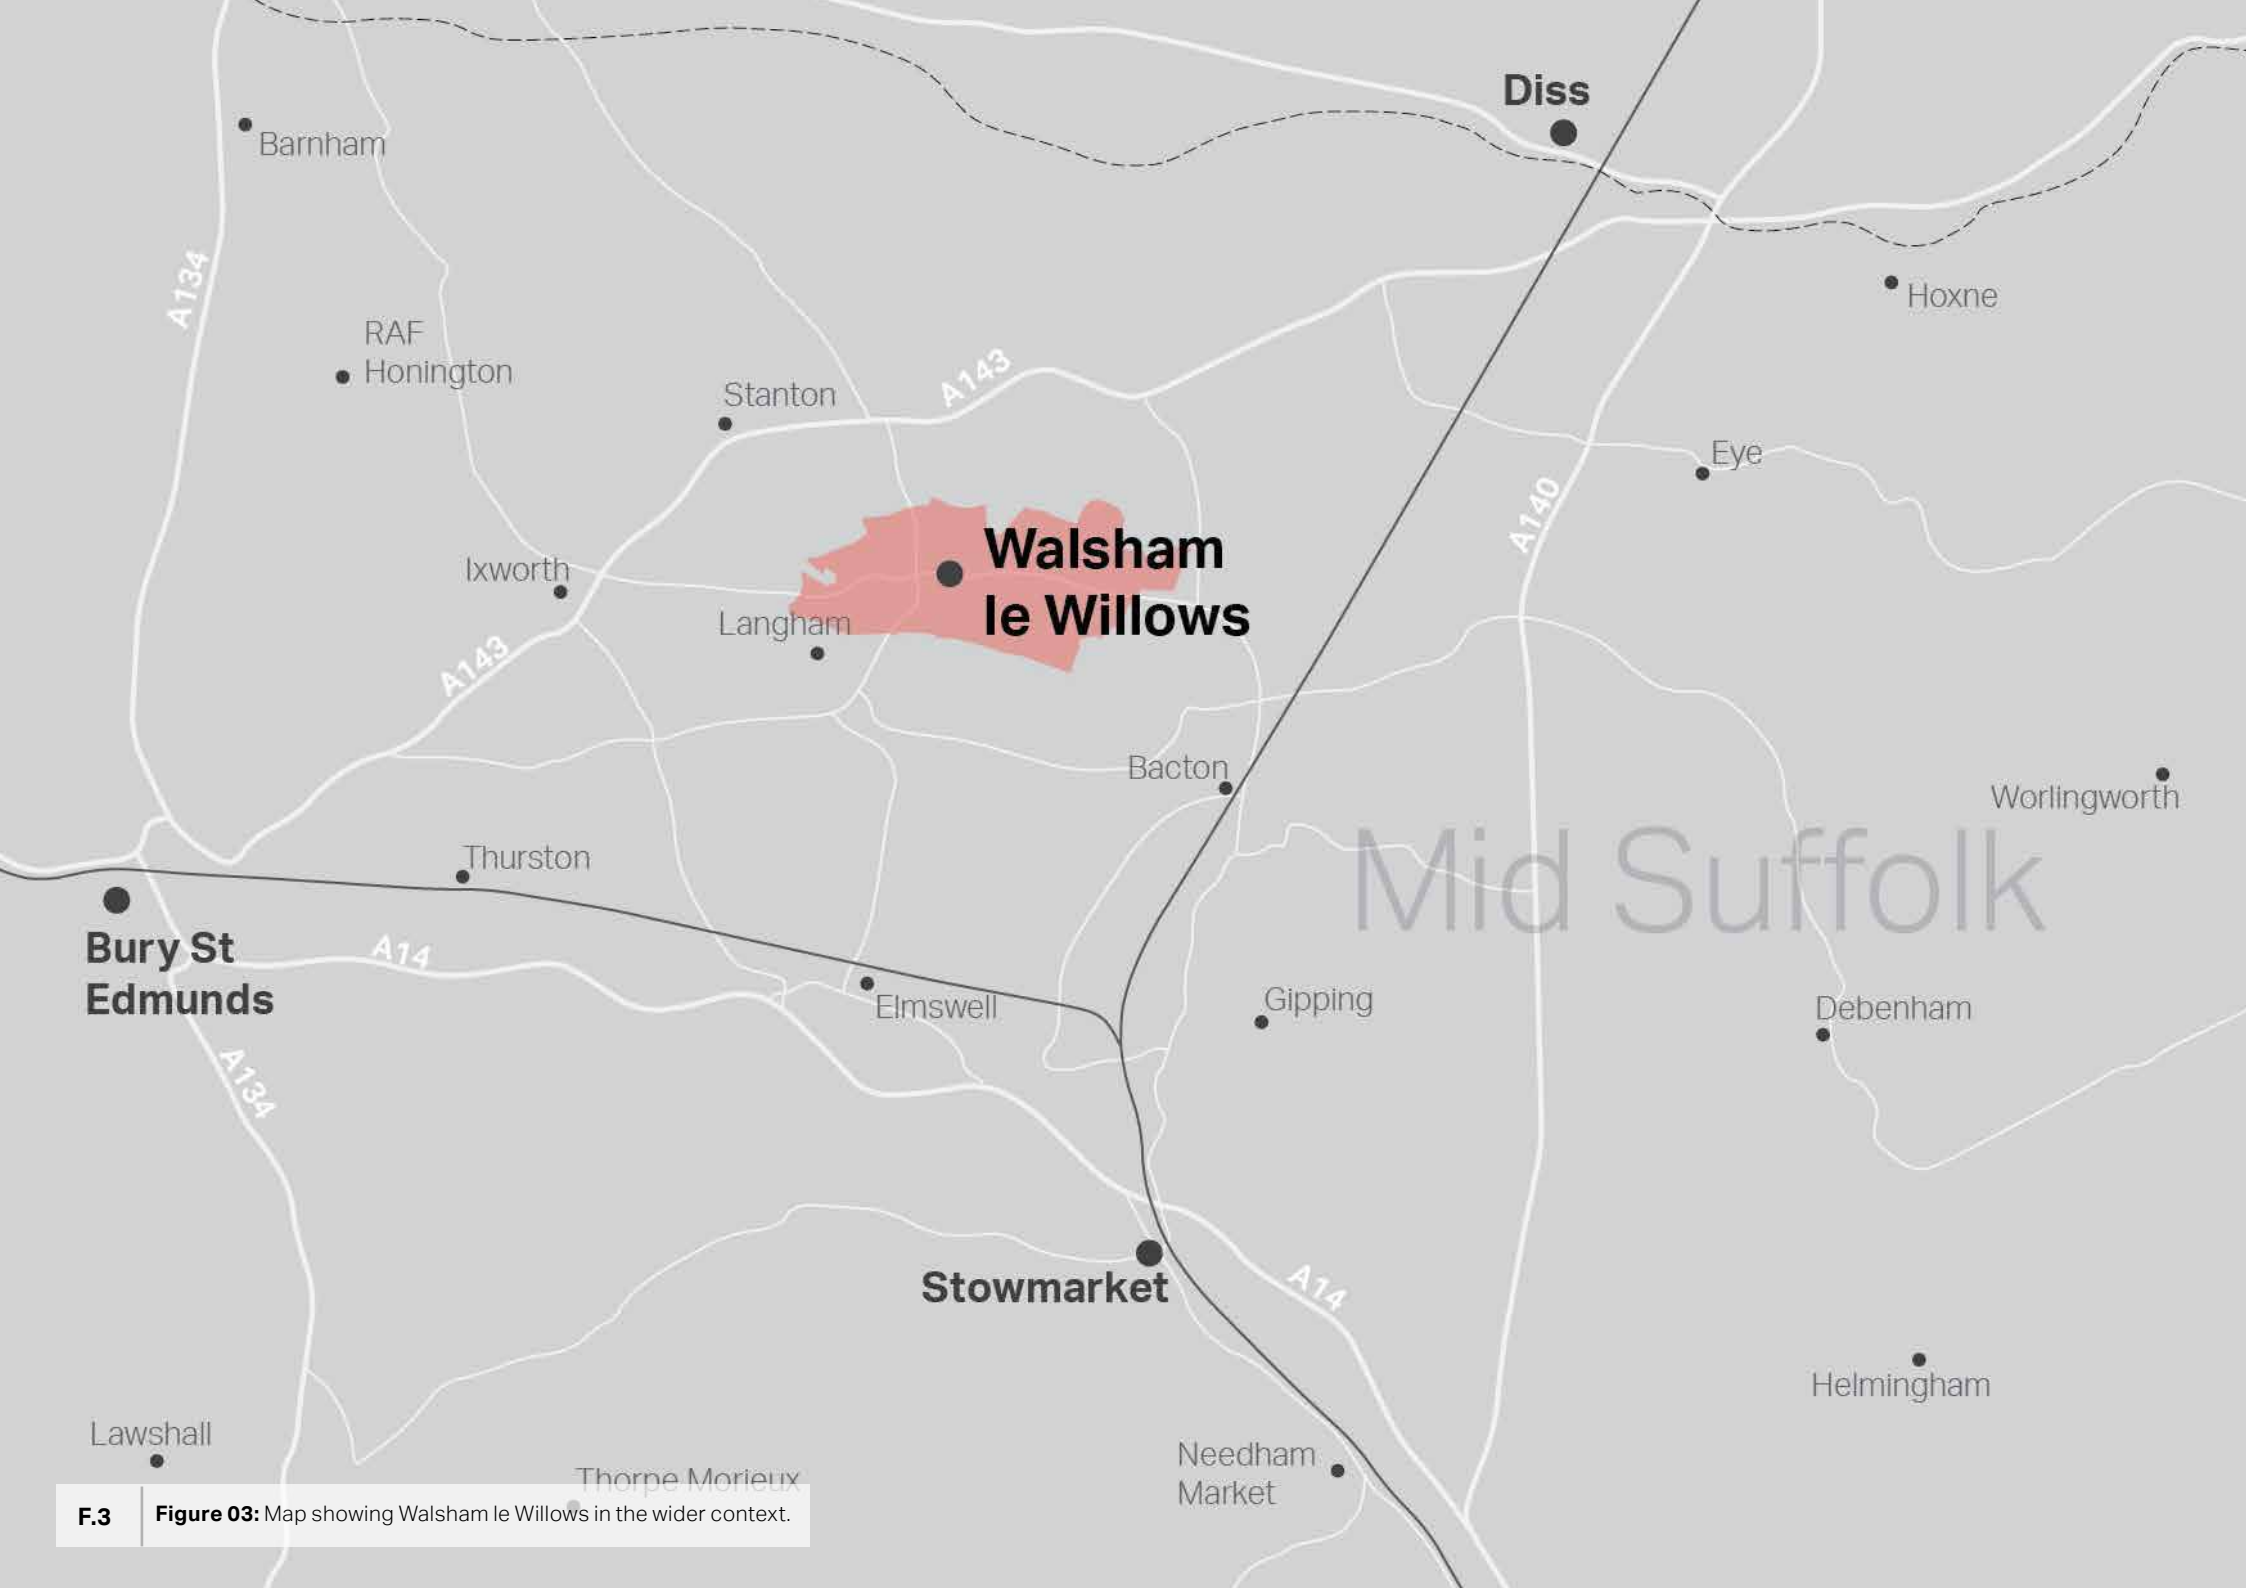 Diss
Barnham
A134
Hoxne
RAF
Honington
A143
Stanton
Eye
A140
Walsham
le Willows
Ixworth
Langham
A143
Bacton
Worlingworth
Mid Suffolk
Thurston
Bury St
Edmunds
A14
Elmswell
Gipping
Debenham
A134
Stowmarket
A14
Helmingham
Lawshall
Needham
Market
Thorpe Morieux
F.3
Figure 03: Map showing Walsham le Willows in the wider context.